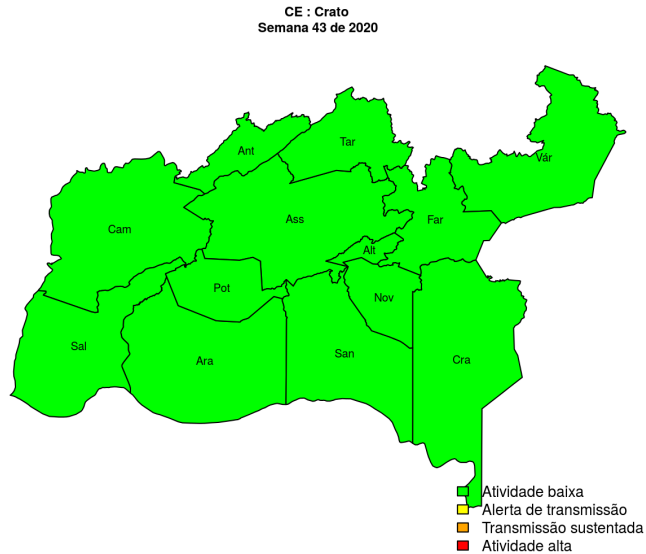 CE : Crato
Semana 43 de 2020
Ant
Tar
Vár
Cam
Ass
Far
Alt
Pot
Nov
Sal
Ara
San
Cra
Atividade baixa
Alerta de transmissão
Transmissão sustentada
Atividade alta